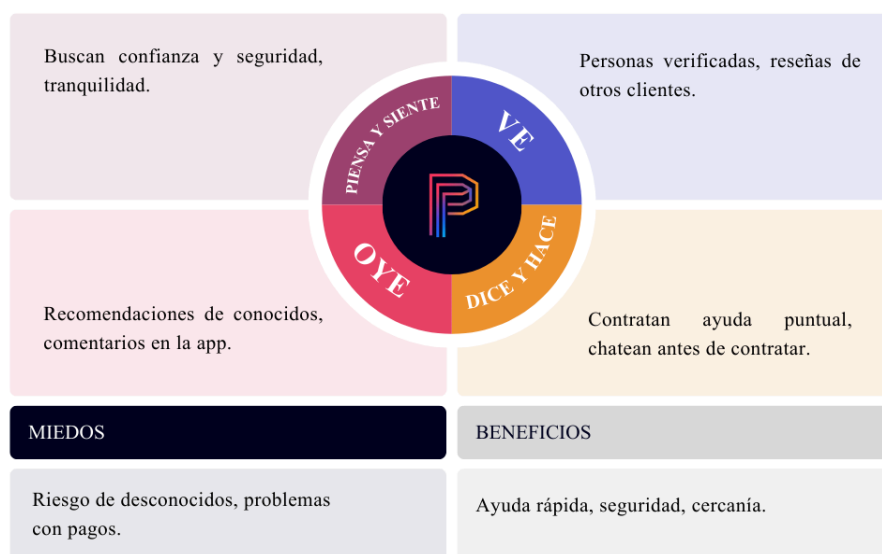 Buscan confianza y seguridad,
tranquilidad.
Personas verificadas, reseñas de
otros clientes.
PIENSA Y SIENTE
VE
OYE
DICE Y HACE
Recomendaciones de conocidos,
comentarios en la app.
Contratan ayuda puntual,
chatean antes de contratar.
MIEDOS
BENEFICIOS
Riesgo de desconocidos, problemas
con pagos.
Ayuda rápida, seguridad, cercanía.